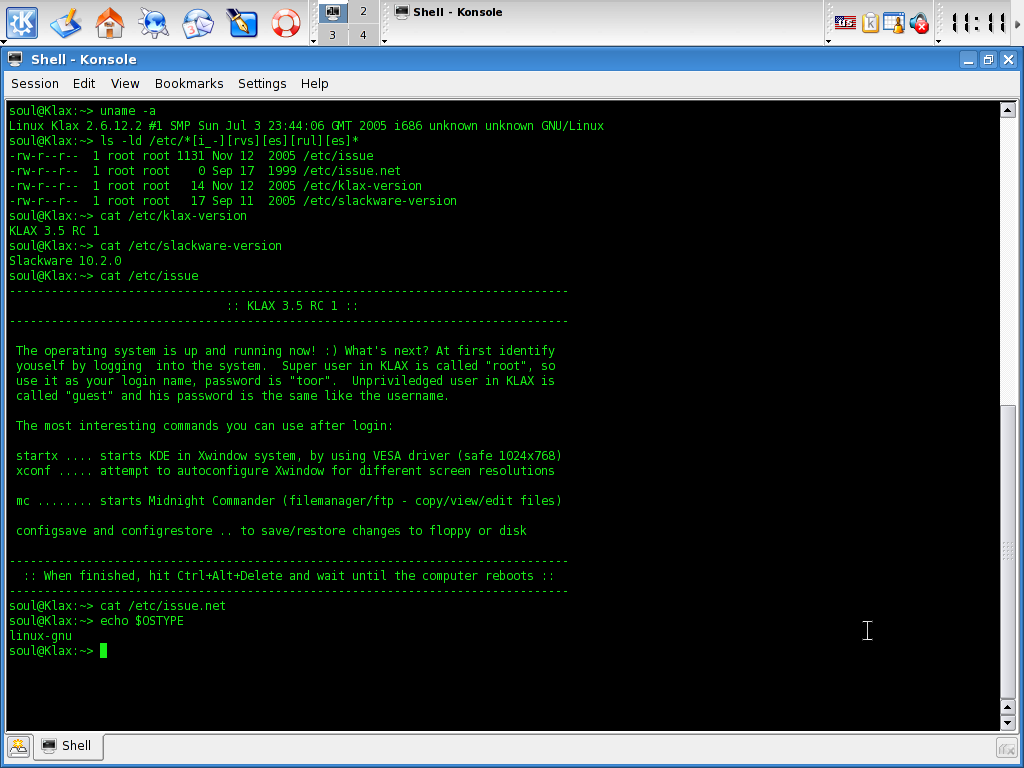 2
3 4
Shell - Konsole
US
11:11
Shell - Konsole
Session Edit View Bookmarks Settings Help
soul@Klax:~> uname -a
Linux Klax 2.6.12.2 #1 SMP Sun Jul 3 23:44:06 GMT 2005 i686 unknown unknown GNU/Linux
soul@Klax:~> ls -ld /etc/*[i_-][rvs][es][rul][es]*
-rw-r--r--  1 root root 1131 Nov 12  2005 /etc/issue
-rw-r--r--  1 root root    0 Sep 17  1999 /etc/issue.net
-rw-r--r--  1 root root   14 Nov 12  2005 /etc/klax-version
-rw-r--r--  1 root root   17 Sep 11  2005 /etc/slackware-version
soul@Klax:~> cat /etc/klax-version
KLAX 3.5 RC 1
soul@Klax:~> cat /etc/slackware-version
Slackware 10.2.0
soul@Klax:~> cat /etc/issue
--------------------------------------------------------------------------------
:: KLAX 3.5 RC 1 ::
--------------------------------------------------------------------------------
The operating system is up and running now! :) What's next? At first identify
youself by logging  into the system.  Super user in KLAX is called "root", so
use it as your login name, password is "toor".  Unpriviledged user in KLAX is
called "guest" and his password is the same like the username.
The most interesting commands you can use after login:
startx .... starts KDE in Xwindow system, by using VESA driver (safe 1024x768)
xconf ..... attempt to autoconfigure Xwindow for different screen resolutions
mc ........ starts Midnight Commander (filemanager/ftp - copy/view/edit files)
configsave and configrestore .. to save/restore changes to floppy or disk
--------------------------------------------------------------------------------
:: When finished, hit Ctrl+Alt+Delete and wait until the computer reboots ::
--------------------------------------------------------------------------------
soul@Klax:~> cat /etc/issue.net
soul@Klax:~> echo $OSTYPE
linux-gnu
soul@Klax:~>
Shell